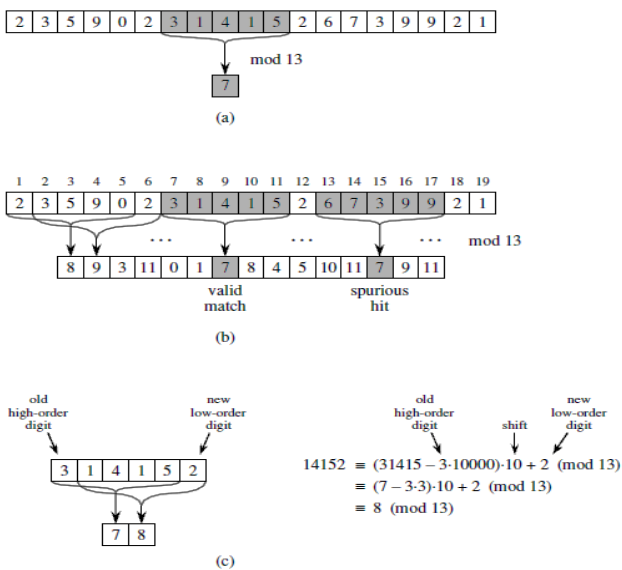 2 3 5 9 0 2 3 1 4 1 5 2 6 7 3 9 9 2 1
mod 13
7
(a)
1 2 3 4 5 6 7 8 9 10 11 12 13 14 15 16 17 18 19
2 3 5 9 0 2 3 1 4 1 5 2 6 7 3 9 9 2 1
... ... ... mod 13
8 9 3 11 0 1 7 8 4 5 10 11 7 9 11
valid match
spurious hit
(b)
old high-order digit
new low-order digit
3 1 4 1 5 2
7 8
old high-order digit
shift
new low-order digit
14152 ≡ (31415 – 3·10000)·10 + 2 (mod 13)
≡ (7 – 3·3)·10 + 2 (mod 13)
≡ 8 (mod 13)
(c)